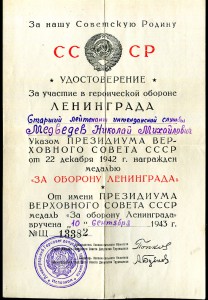 За нашу Советскую Родину
СС СР
УДОСТОВЕРЕНИЕ
За участие в героической обороне
ЛЕНИНГРАДА
Старший лейтенант интендантской службы
Медведев Николай Михайлович
Указом ПРЕЗИДИУМА ВЕР-
ХОВНОГО СОВЕТА СССР
от 22 декабря 1942 г. награжден
медалью
«ЗА ОБОРОНУ ЛЕНИНГРАДА»
От имени ПРЕЗИДИУМА
ВЕРХОВНОГО СОВЕТА СССР
медаль «За оборону Ленинграда»
вручена „10“ сентября 1943 г.
№ЩЩ 13382